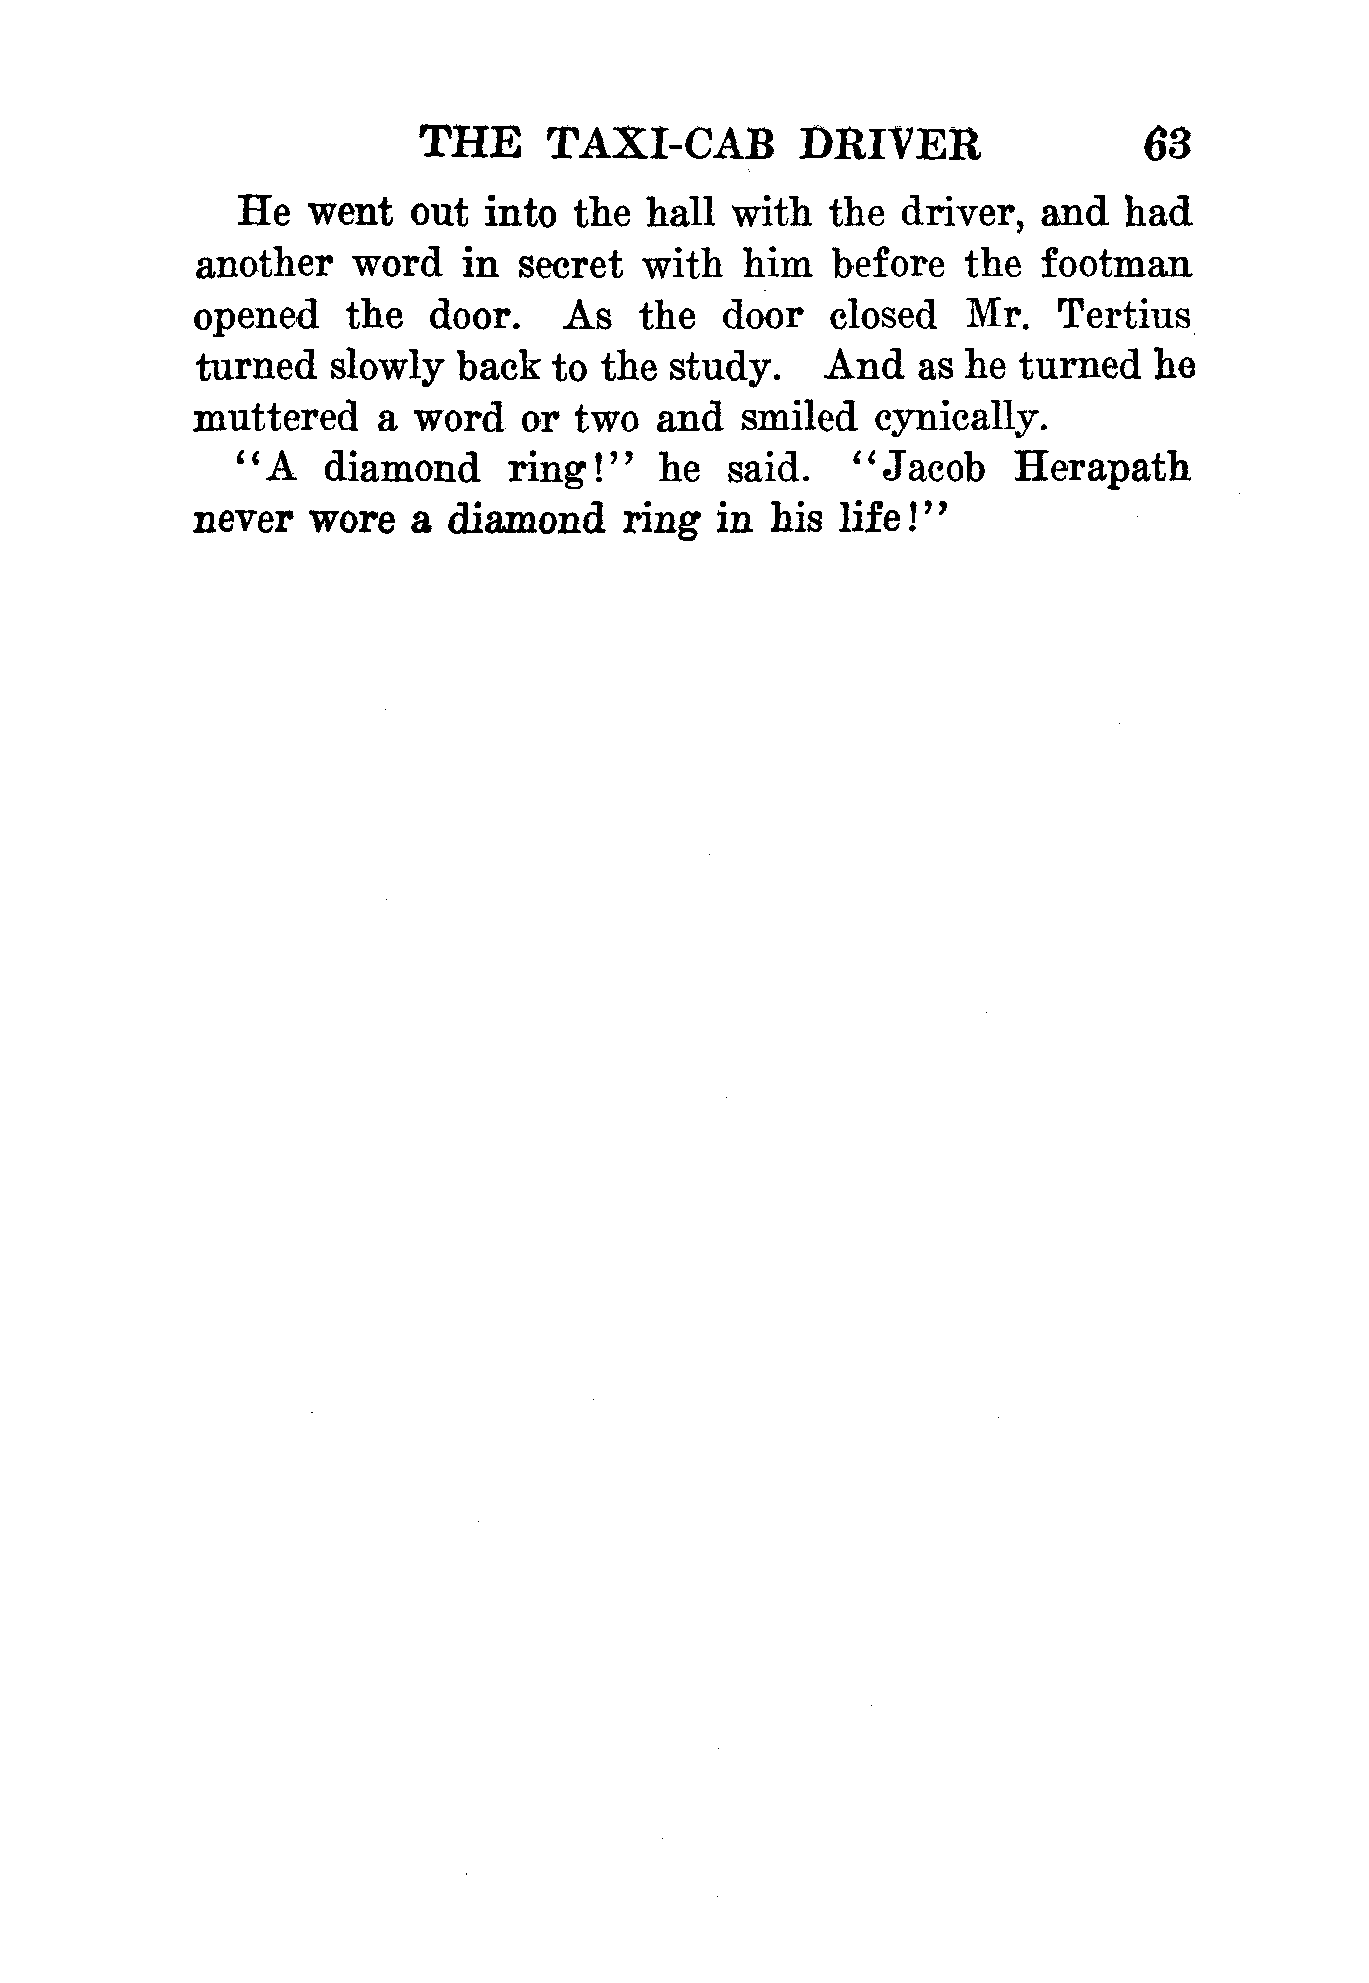 THE TAXI-CAB DRIVER 63
He went out into the hall with the driver, and had
another word in secret with him before the footman
opened the door. As the door closed Mr. Tertius
turned slowly back to the study. And as he turned he
muttered a word or two and smiled cynically.
"A diamond ring!" he said. "Jacob Herapath
never wore a diamond ring in his life!"